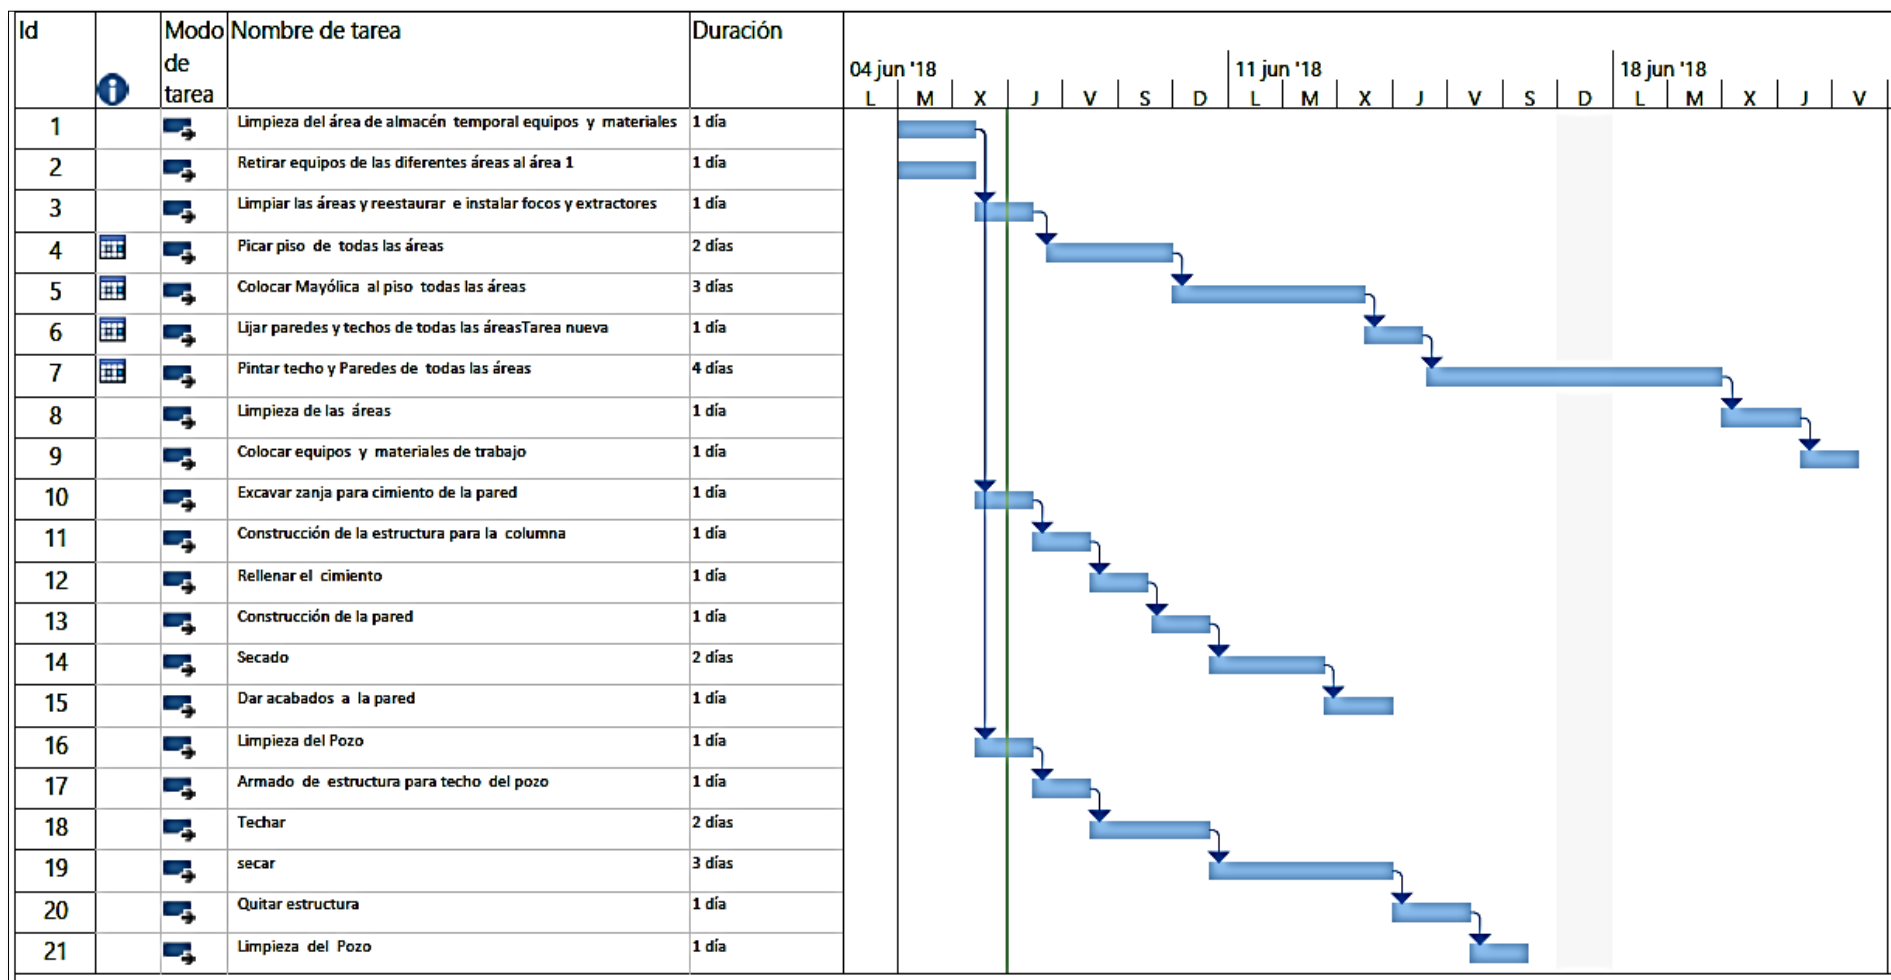 Id Modo de tarea Nombre de tarea Duración
04 jun '18 11 jun '18 18 jun '18
L M X J V S D L M X J V S D L M X J V
1 Limpieza del área de almacén temporal equipos y materiales 1 día
2 Retirar equipos de las diferentes áreas al área 1 1 día
3 Limpiar las áreas y reestaurar e instalar focos y extractores 1 día
4 Picar piso de todas las áreas 2 días
5 Colocar Mayólica al piso todas las áreas 3 días
6 Lijar paredes y techos de todas las áreasTarea nueva 1 día
7 Pintar techo y Paredes de todas las áreas 4 días
8 Limpieza de las áreas 1 día
9 Colocar equipos y materiales de trabajo 1 día
10 Excavar zanja para cimiento de la pared 1 día
11 Construcción de la estructura para la columna 1 día
12 Rellenar el cimiento 1 día
13 Construcción de la pared 1 día
14 Secado 2 días
15 Dar acabados a la pared 1 día
16 Limpieza del Pozo 1 día
17 Armado de estructura para techo del pozo 1 día
18 Techar 2 días
19 secar 3 días
20 Quitar estructura 1 día
21 Limpieza del Pozo 1 día